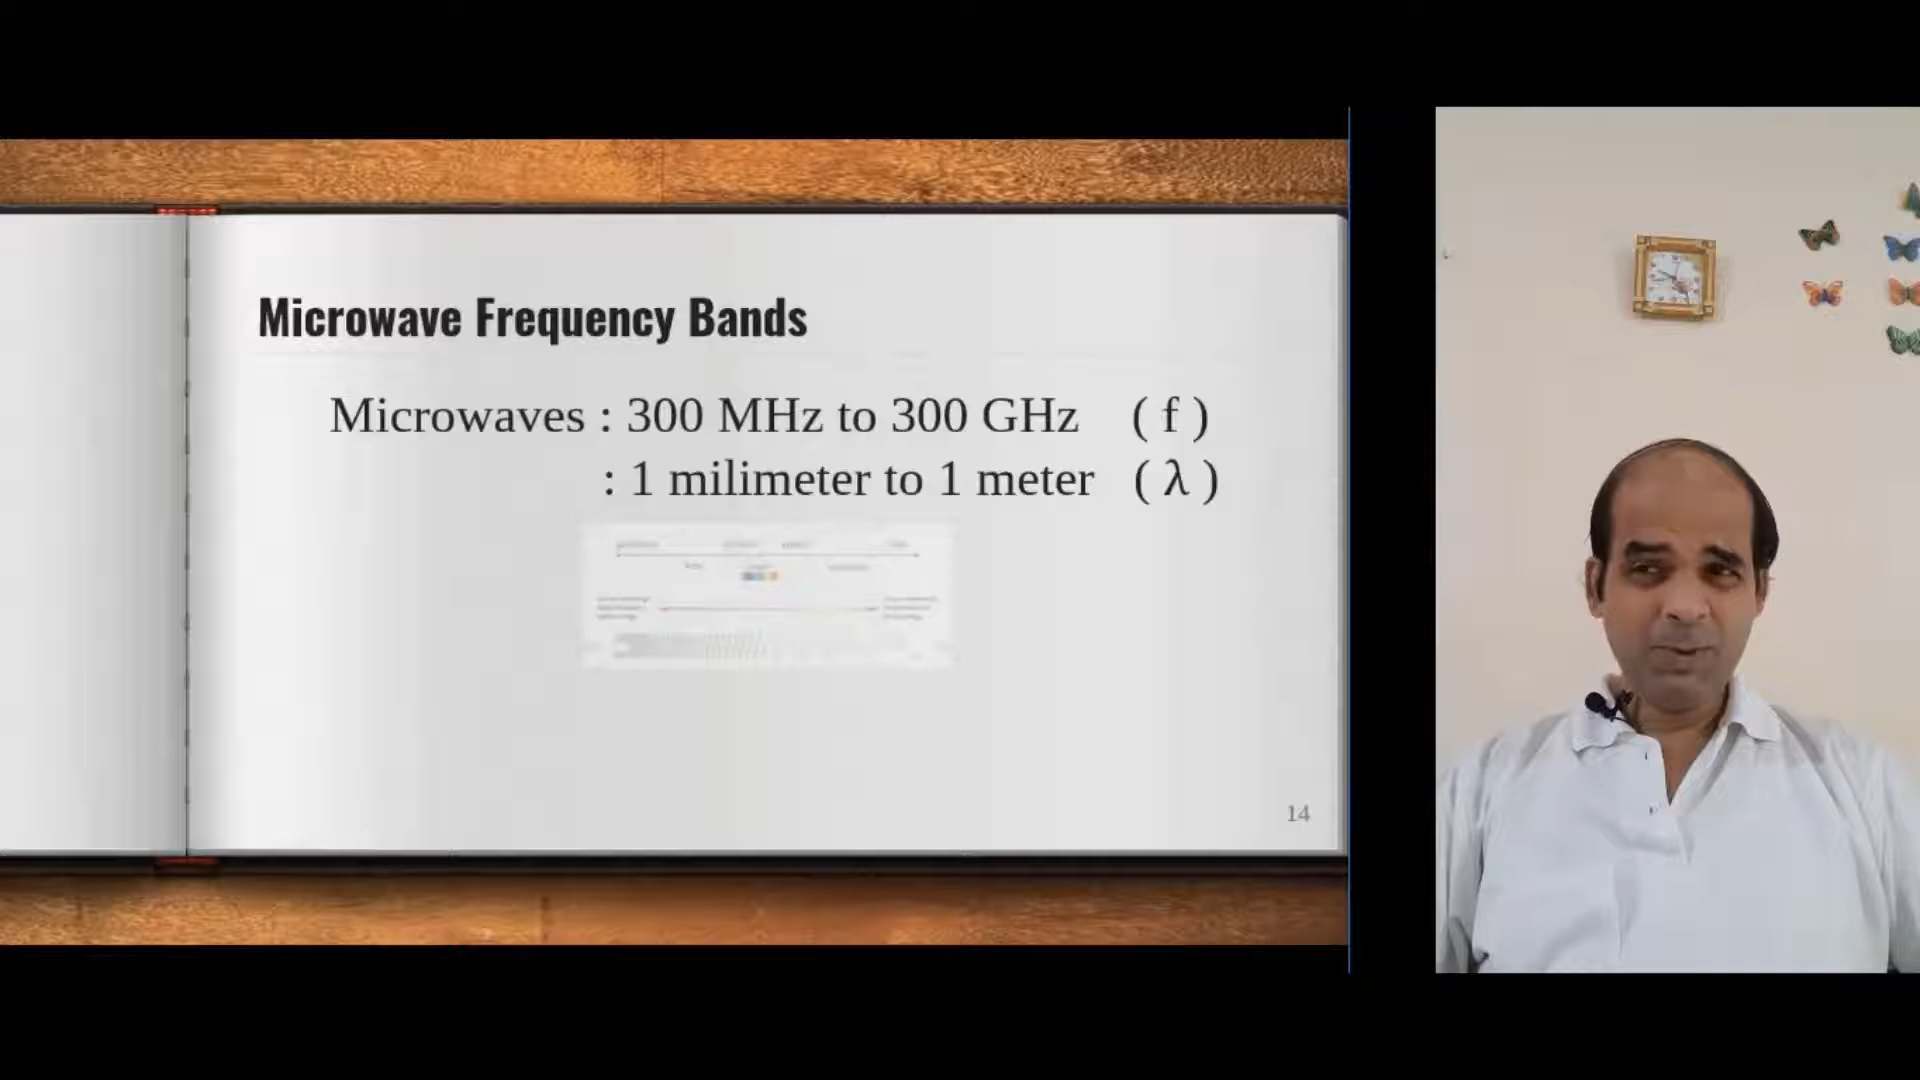 Microwave Frequency Bands
Microwaves : 300 MHz to 300 GHz ( f )
: 1 milimeter to 1 meter ( λ )
14